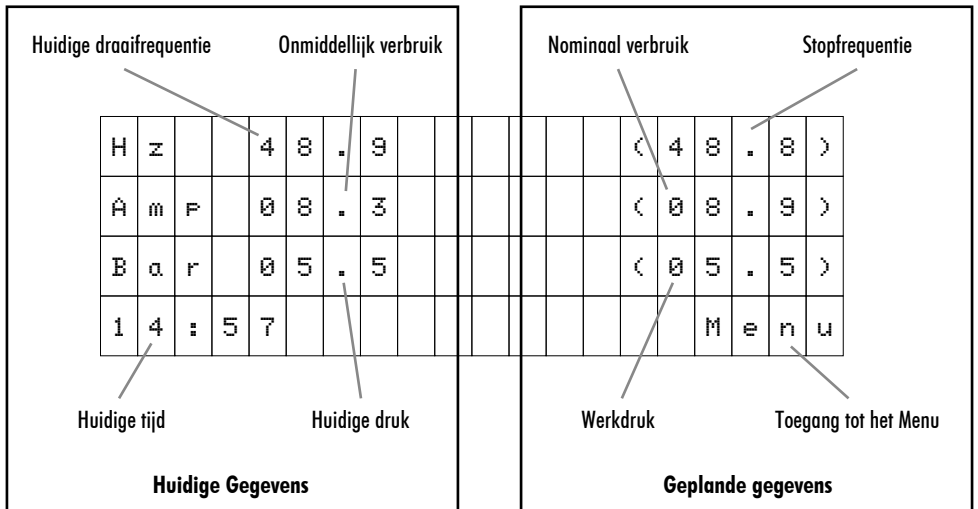 Huidige draaifrequentie Onmiddellijk verbruik Nominaal verbruik Stopfrequentie
Hz 48.9 (48.8)
Amp 08.3 (08.9)
Bar 05.5 (05.5)
14:57 Menu
Huidige tijd Huidige druk Werkdruk Toegang tot het Menu
Huidige Gegevens Geplande gegevens